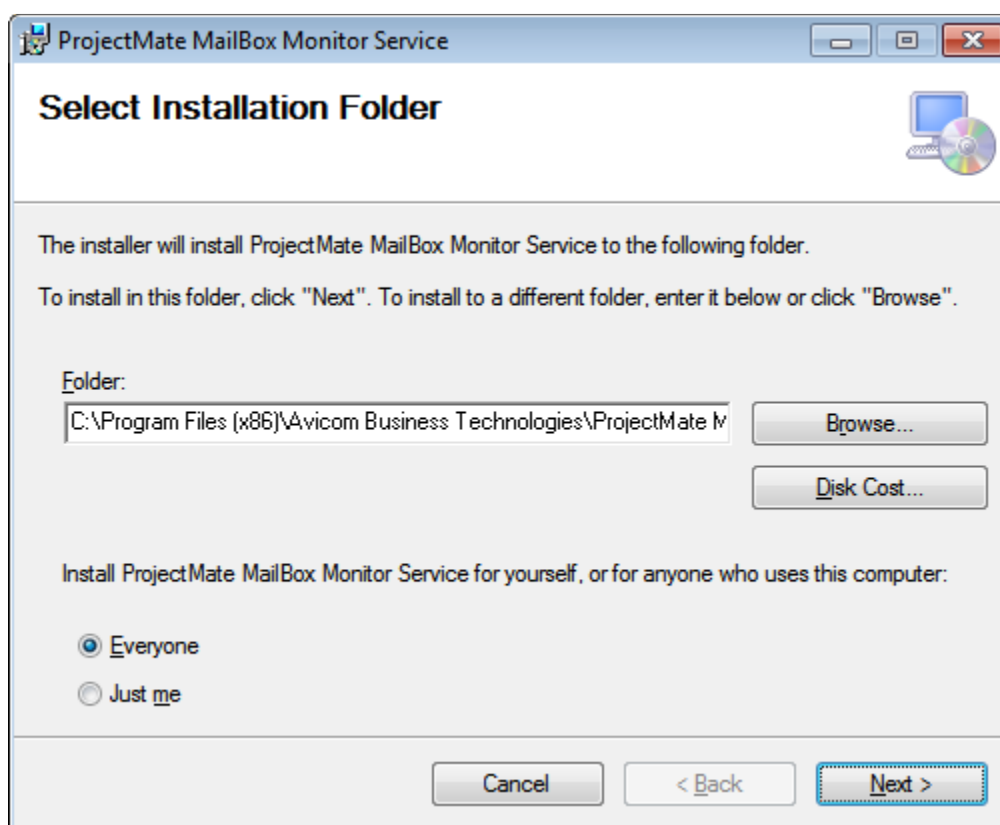 ProjectMate MailBox Monitor Service
Select Installation Folder
The installer will install ProjectMate MailBox Monitor Service to the following folder.
To install in this folder, click "Next". To install to a different folder, enter it below or click "Browse".
Folder:
C:\Program Files (x86)\Avicom Business Technologies\ProjectMate M
Browse...
Disk Cost...
Install ProjectMate MailBox Monitor Service for yourself, or for anyone who uses this computer:
Everyone
Just me
Cancel
< Back
Next >